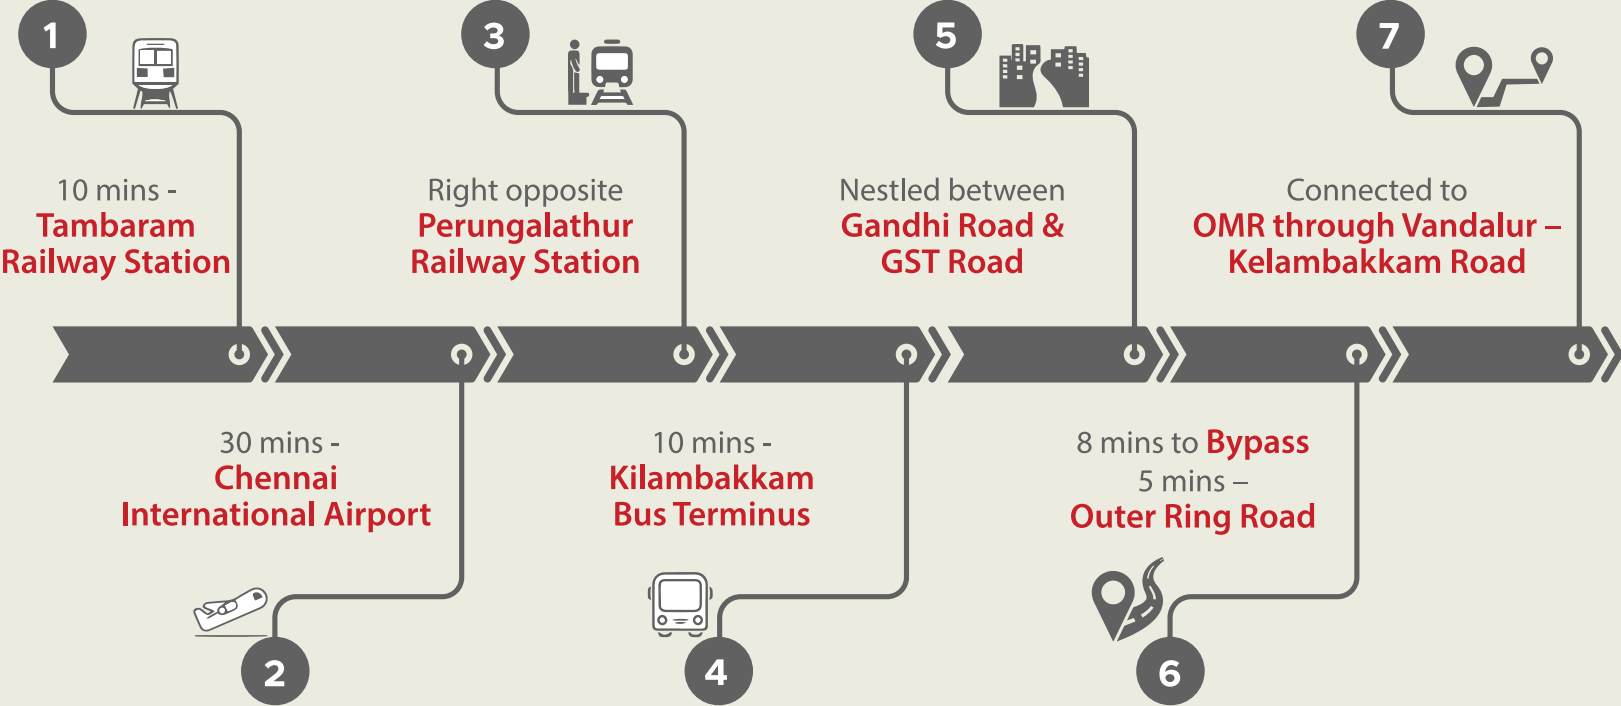 1
10 mins -
Tambaram
Railway Station
2
30 mins -
Chennai
International Airport
3
Right opposite
Perungalathur
Railway Station
4
10 mins -
Kilambakkam
Bus Terminus
5
Nestled between
Gandhi Road &
GST Road
6
8 mins to Bypass
5 mins –
Outer Ring Road
7
Connected to
OMR through Vandalur –
Kelambakkam Road